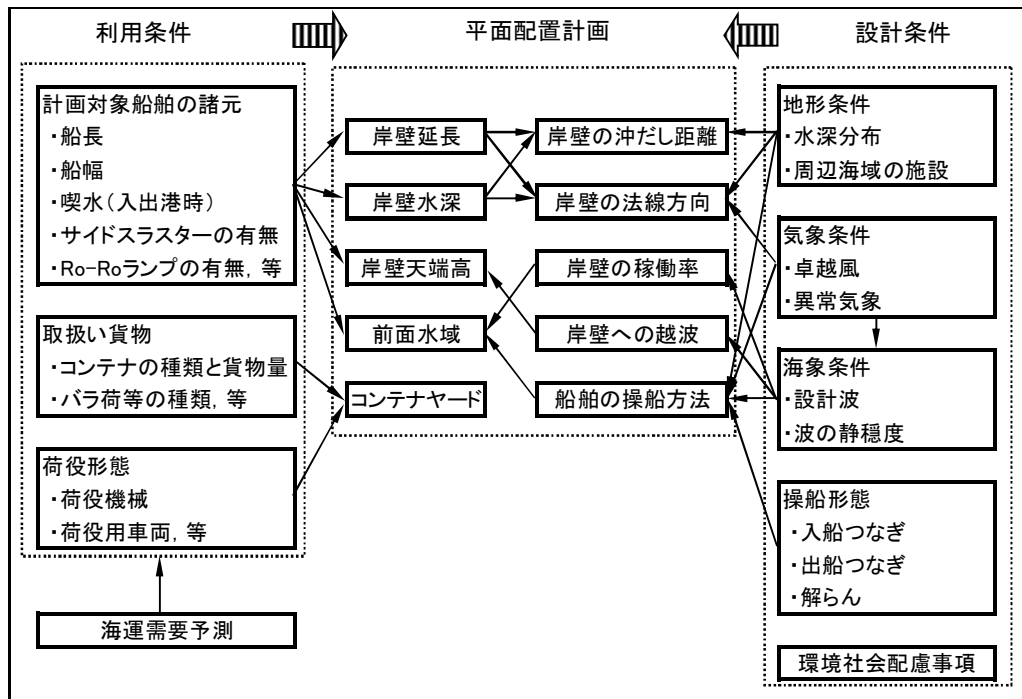 利用条件
計画対象船舶の諸元
・船長
・船幅
・喫水（入出港時）
・サイドスラスターの有無
・Ro-Roランプの有無, 等
取扱い貨物
・コンテナの種類と貨物量
・バラ荷等の種類, 等
荷役形態
・荷役機械
・荷役用車両, 等
海運需要予測
平面配置計画
岸壁延長
岸壁水深
岸壁天端高
前面水域
コンテナヤード
岸壁の沖だし距離
岸壁の法線方向
岸壁の稼働率
岸壁への越波
船舶の操船方法
設計条件
地形条件
・水深分布
・周辺海域の施設
気象条件
・卓越風
・異常気象
海象条件
・設計波
・波の静穏度
操船形態
・入船つなぎ
・出船つなぎ
・解らん
環境社会配慮事項